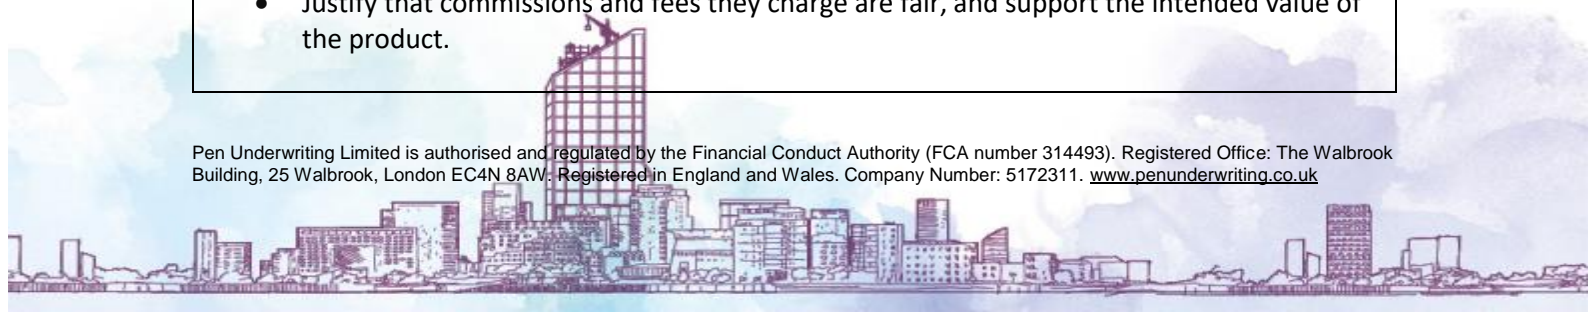 • Justify that commissions and fees they charge are fair, and support the intended value of
the product.
Pen Underwriting Limited is authorised and regulated by the Financial Conduct Authority (FCA number 314493). Registered Office: The Walbrook
Building, 25 Walbrook, London EC4N 8AW. Registered in England and Wales. Company Number: 5172311. www.penunderwriting.co.uk